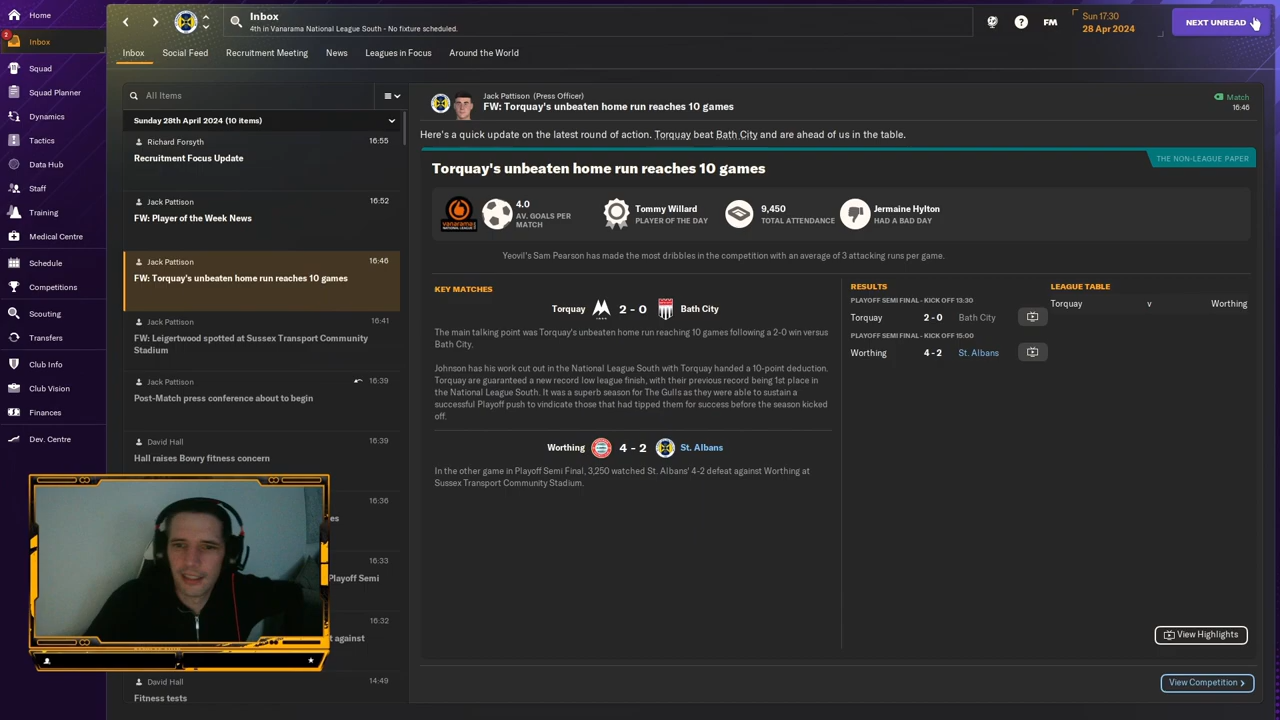 Home
Inbox
4th in Vanarama National League South - No fixture scheduled.
FM
Sun 17:30
28 Apr 2024
NEXT UNREAD
2
Inbox
Inbox
Social Feed
Recruitment Meeting
News
Leagues in Focus
Around the World
Squad
Squad Planner
Dynamics
Tactics
Data Hub
Staff
Training
Medical Centre
Schedule
Competitions
Scouting
Transfers
Club Info
Club Vision
Finances
Dev. Centre
All Items
Sunday 28th April 2024 (10 items)
Richard Forsyth
16:55
Recruitment Focus Update
Jack Pattison
16:52
FW: Player of the Week News
Jack Pattison
16:46
FW: Torquay's unbeaten home run reaches 10 games
Jack Pattison
16:41
FW: Leigertwood spotted at Sussex Transport Community
Stadium
Jack Pattison
16:39
Post-Match press conference about to begin
David Hall
16:39
Hall raises Bowry fitness concern
16:36
es
16:33
Playoff Semi
16:32
t against
David Hall
14:49
Fitness tests
Jack Pattison (Press Officer)
FW: Torquay's unbeaten home run reaches 10 games
Match
16:46
Here's a quick update on the latest round of action. Torquay beat Bath City and are ahead of us in the table.
THE NON-LEAGUE PAPER
Torquay's unbeaten home run reaches 10 games
vanarama
4.0
AV. GOALS PER
MATCH
Tommy Willard
PLAYER OF THE DAY
9,450
TOTAL ATTENDANCE
Jermaine Hylton
HAD A BAD DAY
Yeovil's Sam Pearson has made the most dribbles in the competition with an average of 3 attacking runs per game.
KEY MATCHES
Torquay 2 - 0 Bath City
The main talking point was Torquay's unbeaten home run reaching 10 games following a 2-0 win versus
Bath City.
Johnson has his work cut out in the National League South with Torquay handed a 10-point deduction.
Torquay are guaranteed a new record low league finish, with their previous record being 1st place in
the National League South. It was a superb season for The Gulls as they were able to sustain a
successful Playoff push to vindicate those that had tipped them for success before the season kicked
off.
Worthing 4 - 2 St. Albans
In the other game in Playoff Semi Final, 3,250 watched St. Albans' 4-2 defeat against Worthing at
Sussex Transport Community Stadium.
RESULTS
PLAYOFF SEMI FINAL - KICK OFF 13:30
Torquay 2 - 0 Bath City
PLAYOFF SEMI FINAL - KICK OFF 15:00
Worthing 4 - 2 St. Albans
LEAGUE TABLE
Torquay v Worthing
View Highlights
View Competition